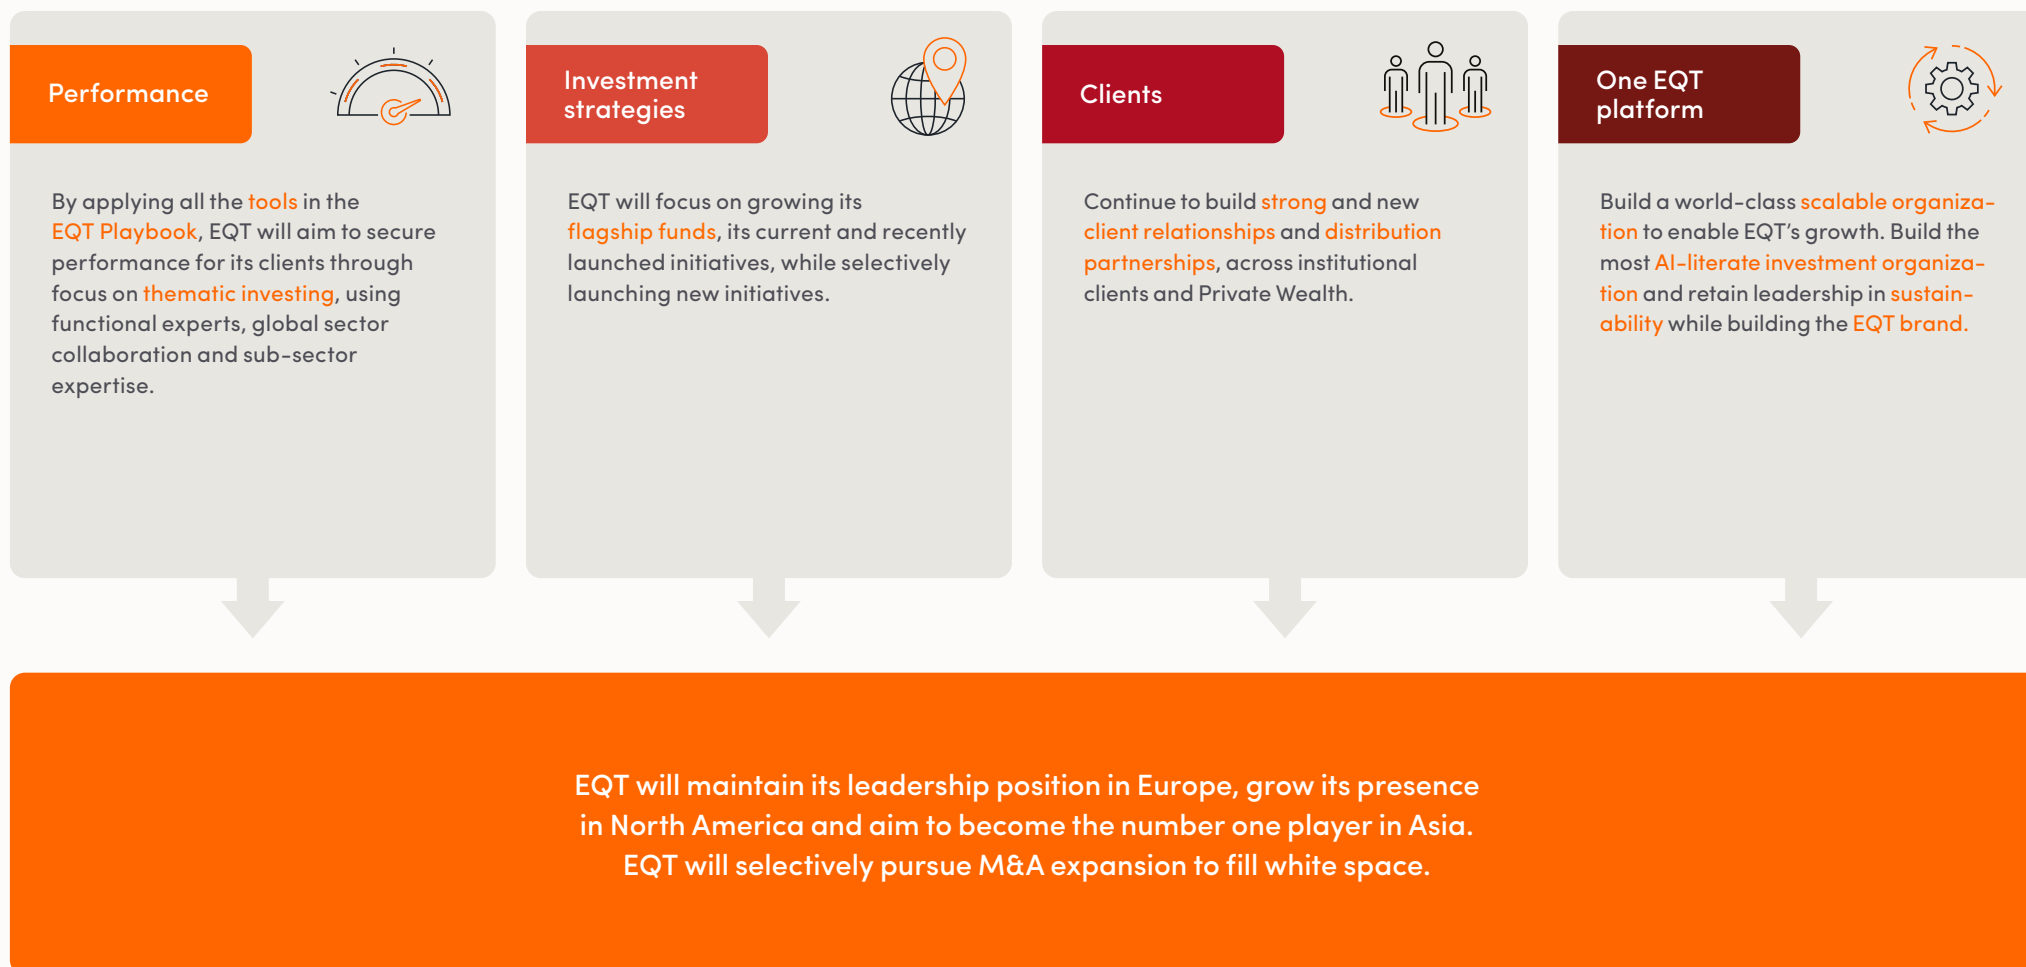 Performance
By applying all the tools in the
EQT Playbook, EQT will aim to secure
performance for its clients through
focus on thematic investing, using
functional experts, global sector
collaboration and sub-sector
expertise.
Investment
strategies
EQT will focus on growing its
flagship funds, its current and recently
launched initiatives, while selectively
launching new initiatives.
Clients
Continue to build strong and new
client relationships and distribution
partnerships, across institutional
clients and Private Wealth.
One EQT
platform
Build a world-class scalable organiza-
tion to enable EQT’s growth. Build the
most AI-literate investment organiza-
tion and retain leadership in sustain-
ability while building the EQT brand.
EQT will maintain its leadership position in Europe, grow its presence
in North America and aim to become the number one player in Asia.
EQT will selectively pursue M&A expansion to fill white space.